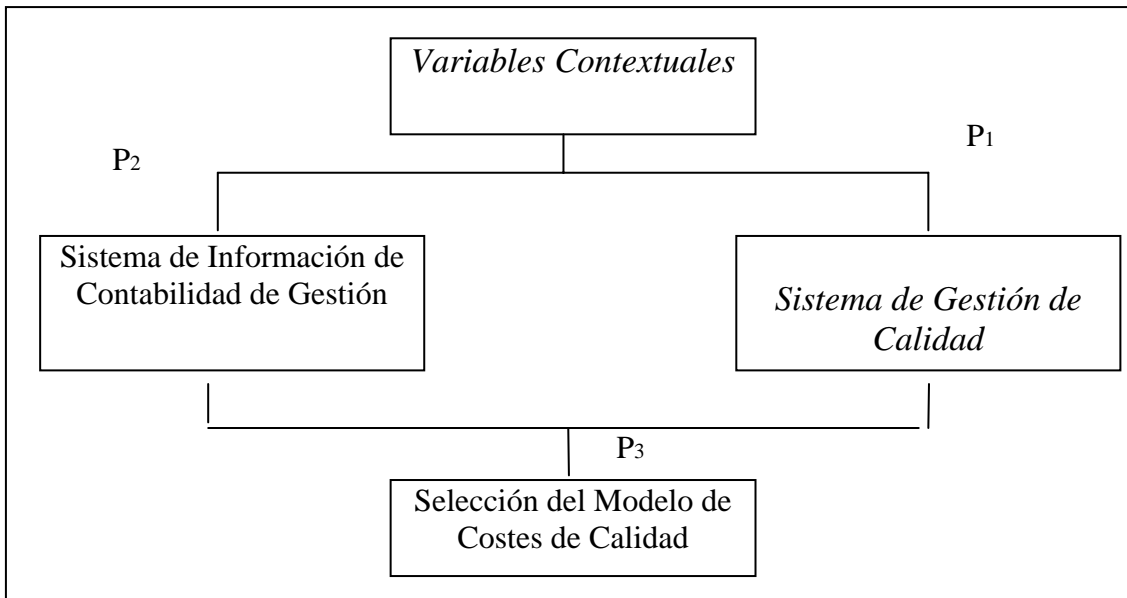 Variables Contextuales
P1
P2
Sistema de Información de
Contabilidad de Gestión
Sistema de Gestión de
Calidad
P3
Selección del Modelo de
Costes de Calidad